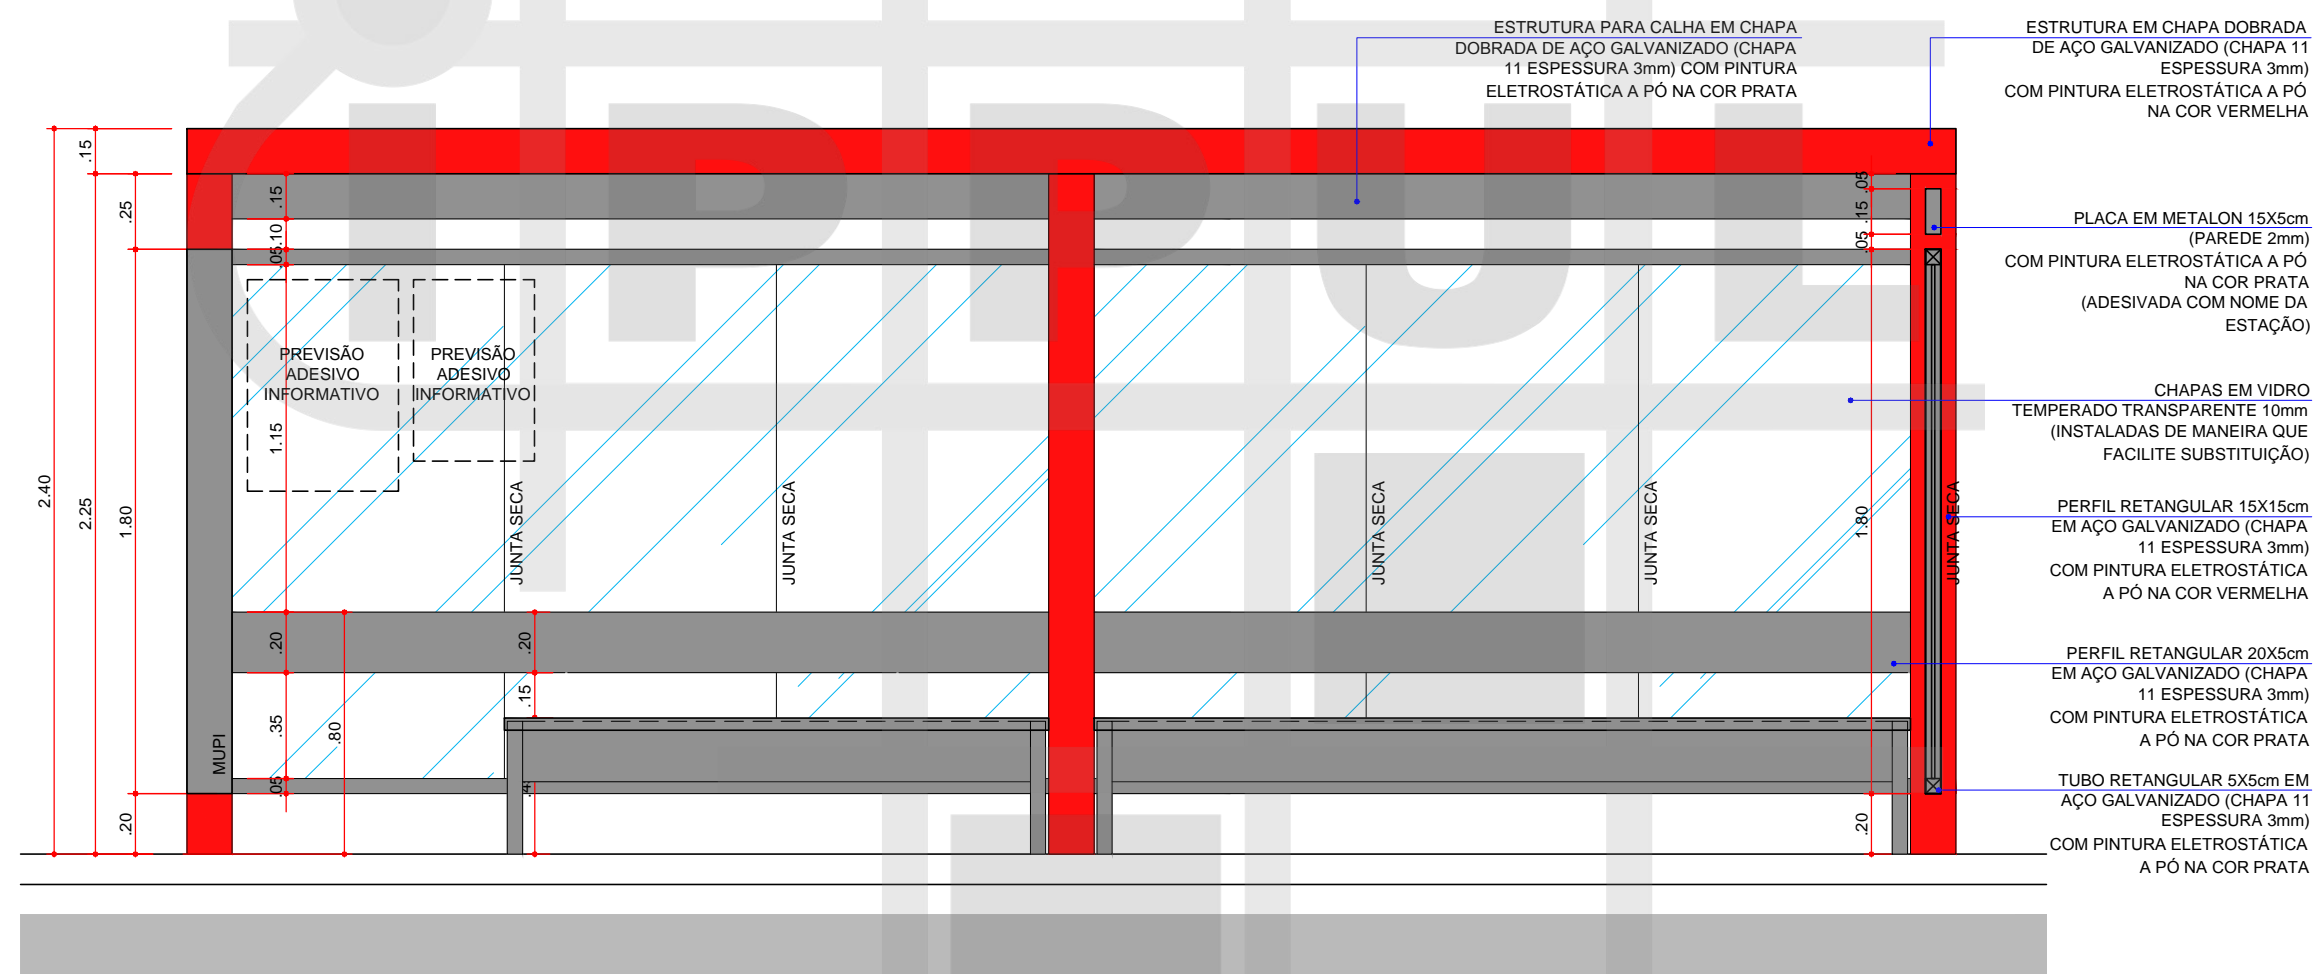 ESTRUTURA PARA CALHA EM CHAPA
DOBRADA DE AÇO GALVANIZADO (CHAPA
11 ESPESSURA 3mm) COM PINTURA
ELETROSTÁTICA A PÓ NA COR PRATA
ESTRUTURA EM CHAPA DOBRADA
DE AÇO GALVANIZADO (CHAPA 11
ESPESSURA 3mm)
COM PINTURA ELETROSTÁTICA A PÓ
NA COR VERMELHA
PLACA EM METALON 15X5cm
(PAREDE 2mm)
COM PINTURA ELETROSTÁTICA A PÓ
NA COR PRATA
(ADESIVADA COM NOME DA
ESTAÇÃO)
CHAPAS EM VIDRO
TEMPERADO TRANSPARENTE 10mm
(INSTALADAS DE MANEIRA QUE
FACILITE SUBSTITUIÇÃO)
PERFIL RETANGULAR 15X15cm
EM AÇO GALVANIZADO (CHAPA
11 ESPESSURA 3mm)
COM PINTURA ELETROSTÁTICA
A PÓ NA COR VERMELHA
PERFIL RETANGULAR 20X5cm
EM AÇO GALVANIZADO (CHAPA
11 ESPESSURA 3mm)
COM PINTURA ELETROSTÁTICA
A PÓ NA COR PRATA
TUBO RETANGULAR 5X5cm EM
AÇO GALVANIZADO (CHAPA 11
ESPESSURA 3mm)
COM PINTURA ELETROSTÁTICA
A PÓ NA COR PRATA
IPPUL
2.40
.15
2.25
.25
1.80
.20
.15
.10
.05
1.15
.20
.35
.05
.80
.20
.15
PREVISÃO
ADESIVO
INFORMATIVO
PREVISÃO
ADESIVO
INFORMATIVO
MUPI
JUNTA SECA
JUNTA SECA
JUNTA SECA
JUNTA SECA
JUNTA SECA
.05
.15
.05
1.80
.20